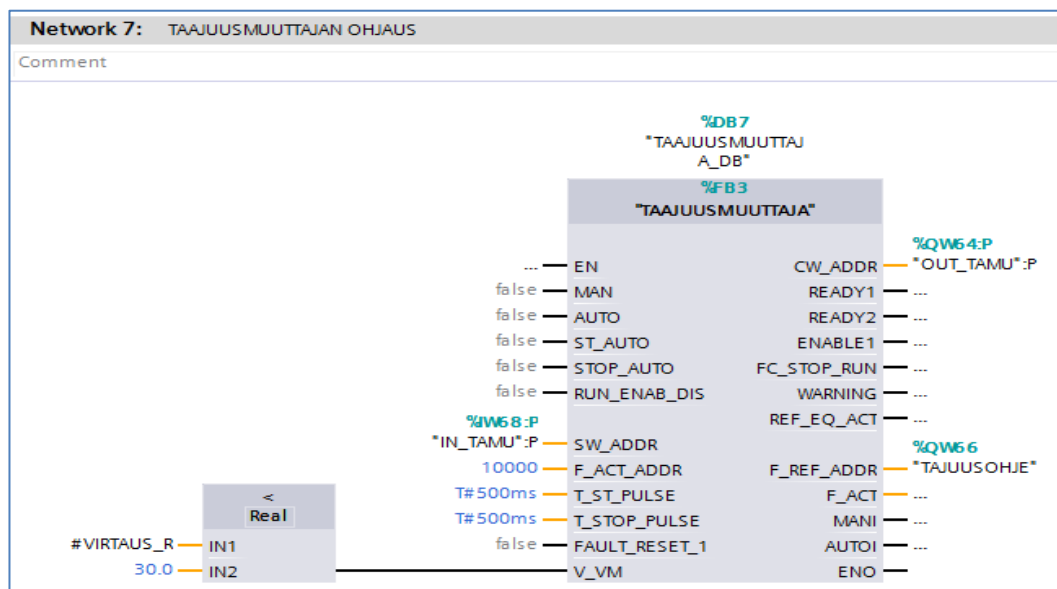 Network 7: TAAJUUSMUUTTAJAN OHJAUS
Comment
%DB7
"TAAJUUSMUUTTAJ
A_DB"
%FB3
"TAAJUUSMUUTTAJA"
%QW64:P
... EN CW_ADDR "OUT_TAMU":P
false MAN READY1 ...
false AUTO READY2 ...
false ST_AUTO ENABLE1 ...
false STOP_AUTO FC_STOP_RUN ...
false RUN_ENAB_DIS WARNING ...
REF_EQ_ACT ...
%IW68:P
"IN_TAMU":P SW_ADDR
%QW66
10000 F_ACT_ADDR F_REF_ADDR "TAJUUSOHJE"
T#500ms T_ST_PULSE F_ACT ...
T#500ms T_STOP_PULSE MANI ...
false FAULT_RESET_1 AUTOI ...
V_VM ENO
<
Real
#VIRTAUS_R IN1
30.0 IN2